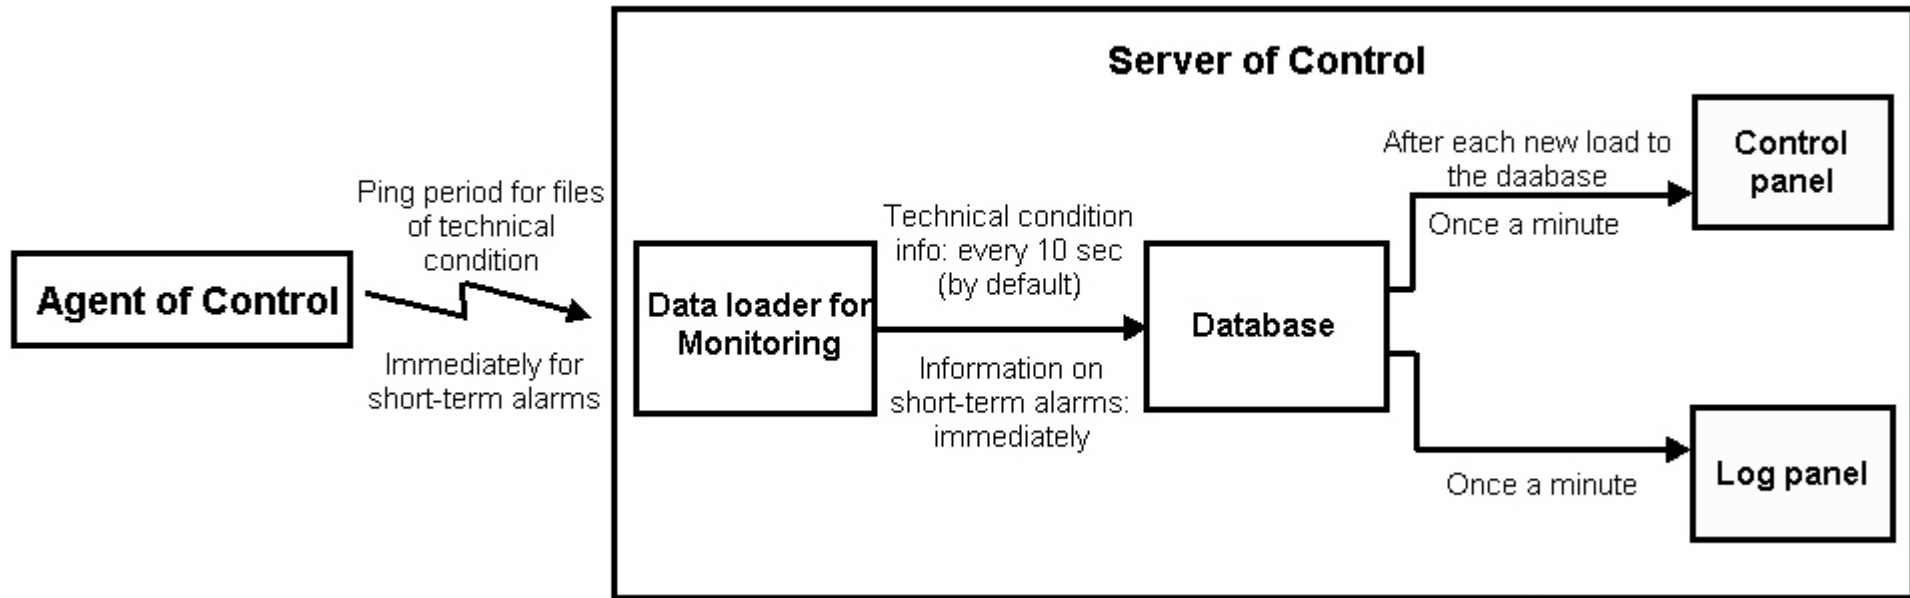 Server of Control
Agent of Control
Ping period for files
of technical
condition
Immediately for
short-term alarms
Data loader for
Monitoring
Technical condition
info: every 10 sec
(by default)
Information on
short-term alarms:
immediately
Database
After each new load to
the daabase
Once a minute
Control
panel
Once a minute
Log panel